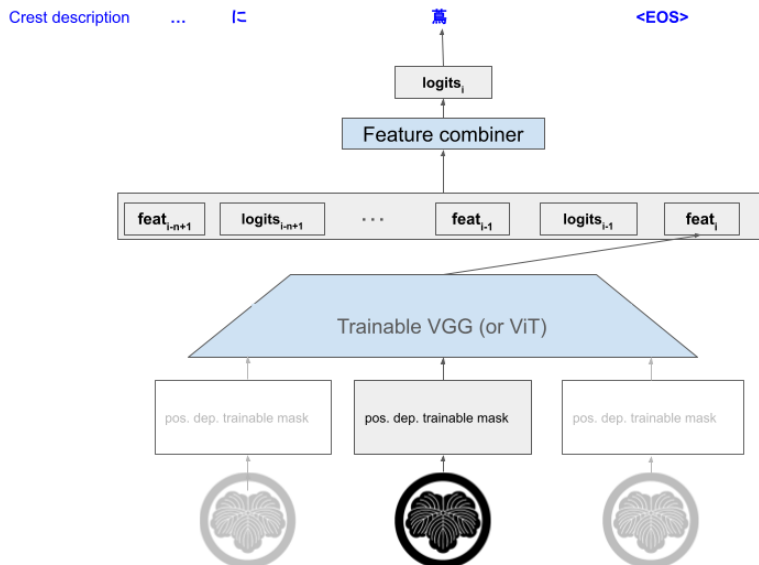 Crest description ... に 蔦 <EOS>
logits_i
Feature combiner
feat_i-n+1 logits_i-n+1 ... feat_i-1 logits_i-1 feat_i
Trainable VGG (or ViT)
pos. dep. trainable mask pos. dep. trainable mask pos. dep. trainable mask